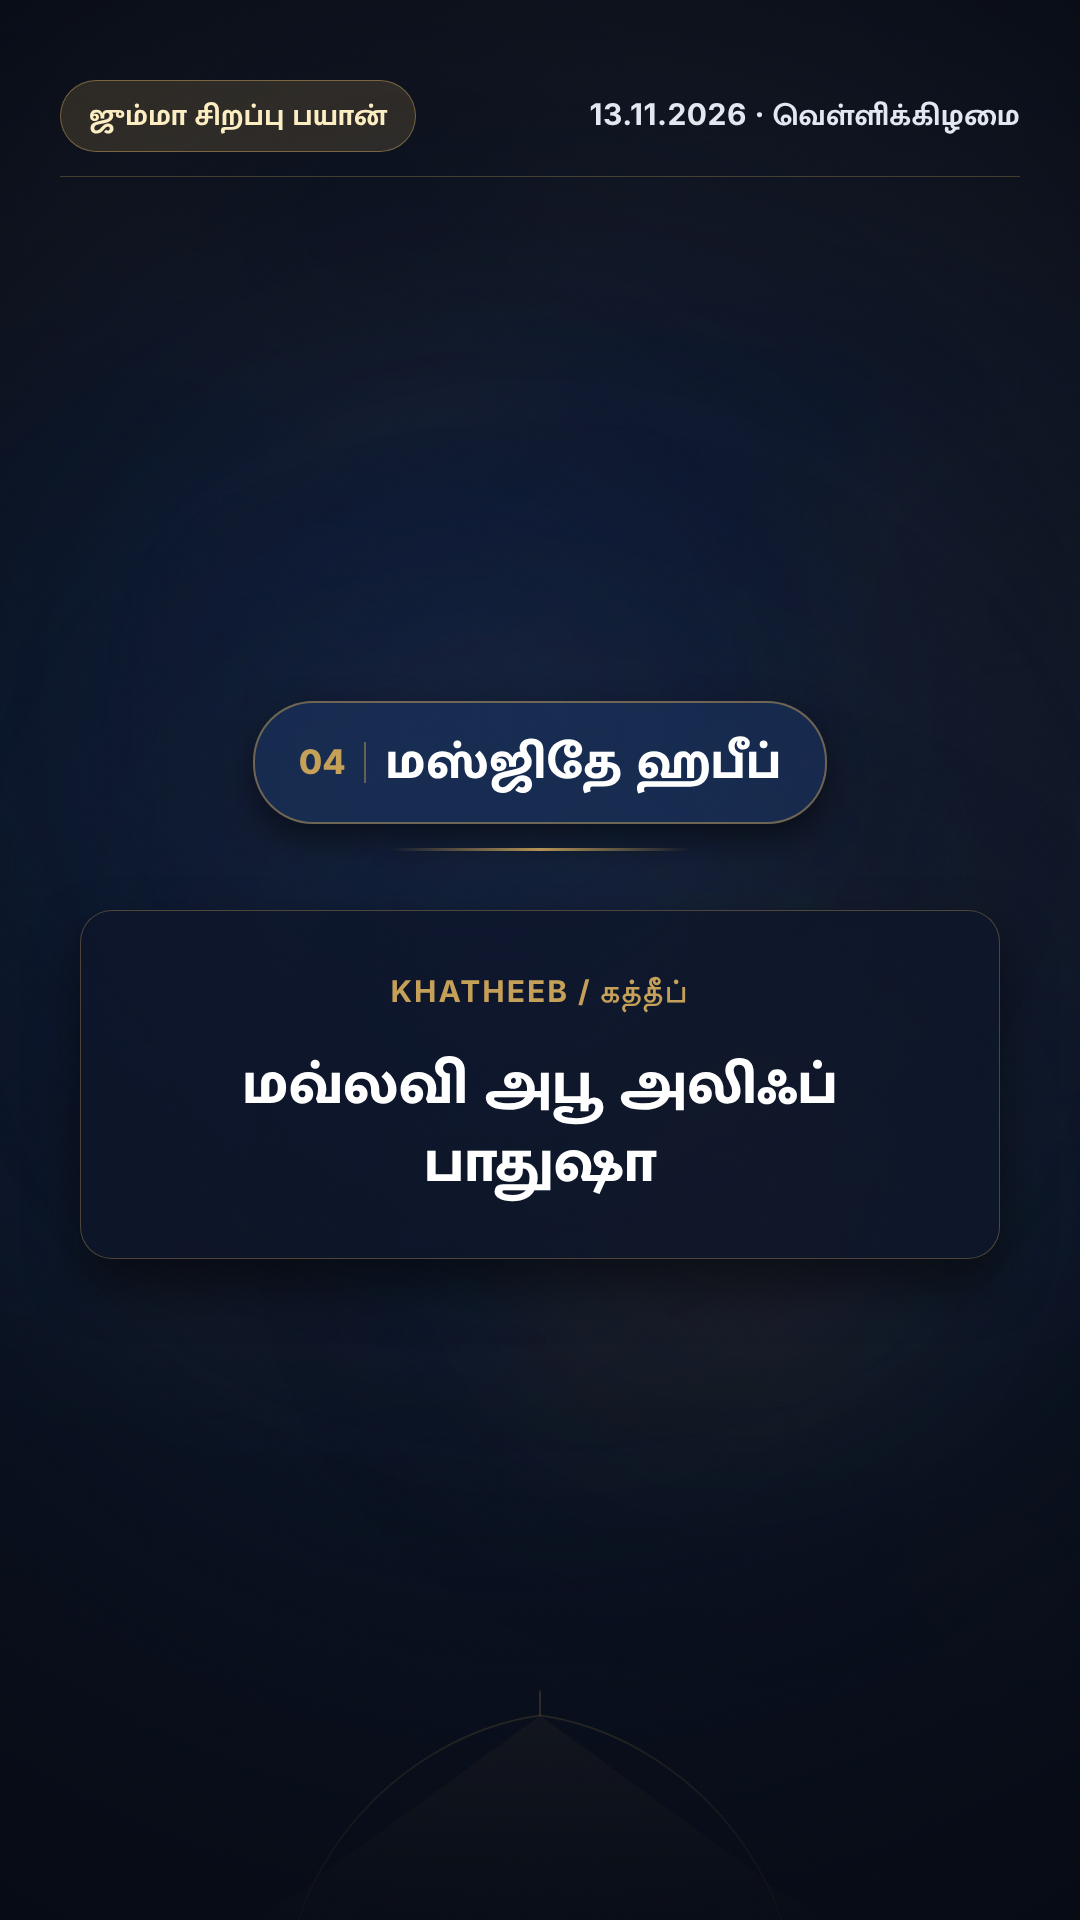 ஜும்மா சிறப்பு பயான்
13.11.2026 · வெள்ளிக்கிழமை
04 மஸ்ஜிதே ஹபீப்
KHATHEEB / கத்தீப்
மவ்லவி அபூ அலிஃப்
பாதுஷா